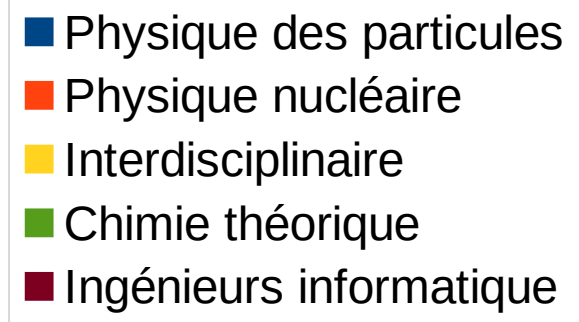 Physique des particules
Physique nucléaire
Interdisciplinaire
Chimie théorique
Ingénieurs informatique